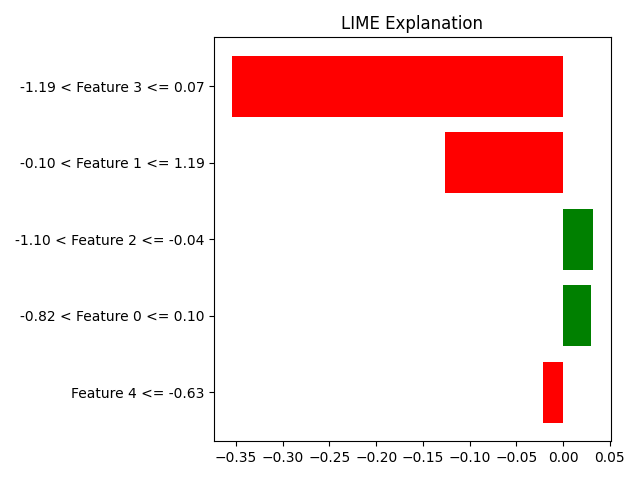 LIME Explanation
-1.19 < Feature 3 <= 0.07
-0.10 < Feature 1 <= 1.19
-1.10 < Feature 2 <= -0.04
-0.82 < Feature 0 <= 0.10
Feature 4 <= -0.63
−0.35 −0.30 −0.25 −0.20 −0.15 −0.10 −0.05 0.00 0.05